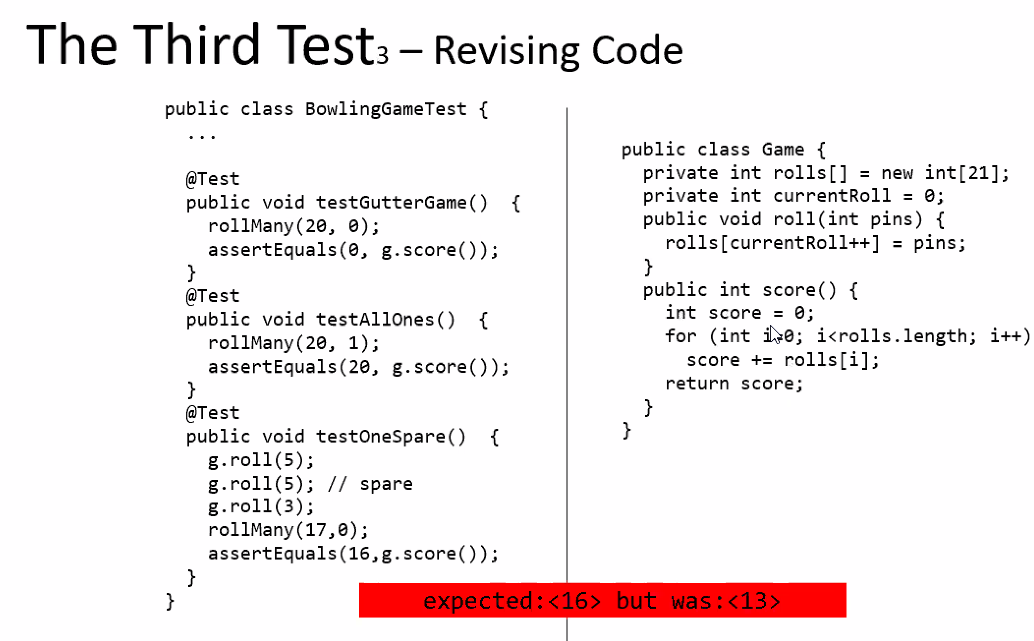 The Third Test3 – Revising Code
public class BowlingGameTest {
...
@Test
public void testGutterGame() {
rollMany(20, 0);
assertEquals(0, g.score());
}
@Test
public void testAllOnes() {
rollMany(20, 1);
assertEquals(20, g.score());
}
@Test
public void testOneSpare() {
g.roll(5);
g.roll(5); // spare
g.roll(3);
rollMany(17,0);
assertEquals(16,g.score());
}
}
public class Game {
private int rolls[] = new int[21];
private int currentRoll = 0;
public void roll(int pins) {
rolls[currentRoll++] = pins;
}
public int score() {
int score = 0;
for (int i=0; i<rolls.length; i++)
score += rolls[i];
return score;
}
}
expected:<16> but was:<13>